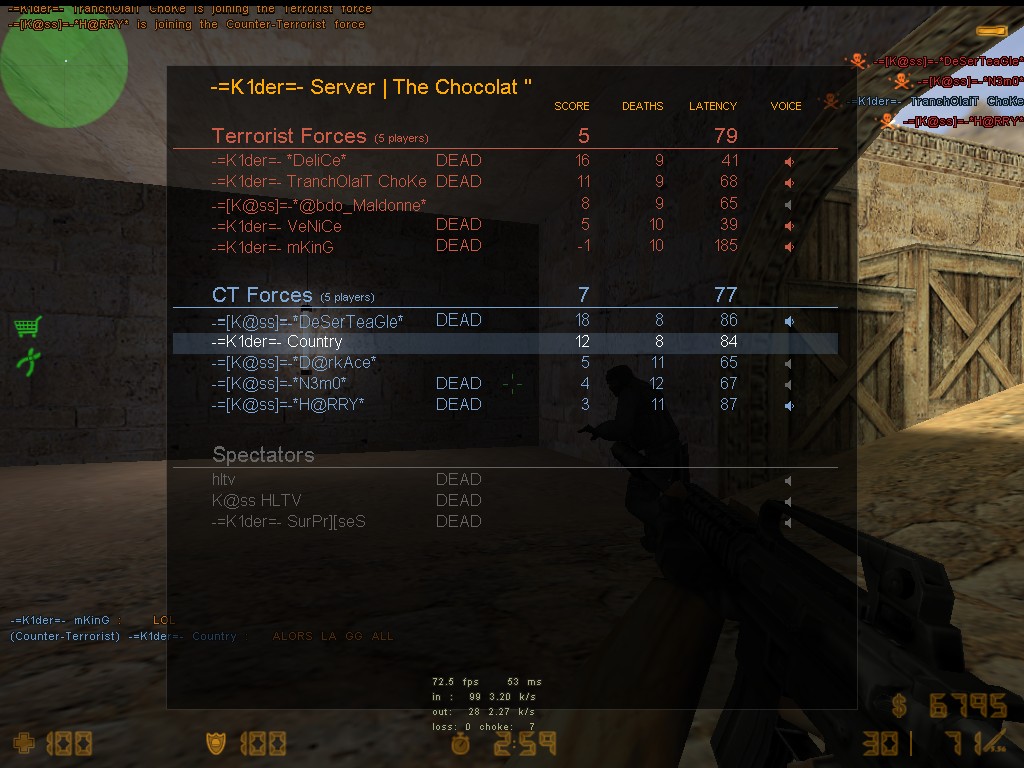 -=K1der=- TranchOlaiT ChoKe is joining the Terrorist force
-=[K@ss]=-*H@RRY* is joining the Counter-Terrorist force
-=[K@ss]=-*DeSerTeaGle*
-=[K@ss]=-*N3m0*
-=K1der=- TranchOlaiT ChoKe
-=[K@ss]=-*H@RRY*
-=K1der=- Server | The Chocolat "
SCORE DEATHS LATENCY VOICE
Terrorist Forces (5 players) 5 79
-=K1der=- *DeliCe* DEAD 16 9 41
-=K1der=- TranchOlaiT ChoKe DEAD 11 9 68
-=[K@ss]=-*@bdo_Maldonne* 8 9 65
-=K1der=- VeNiCe DEAD 5 10 39
-=K1der=- mKinG DEAD -1 10 185
CT Forces (5 players) 7 77
-=[K@ss]=-*DeSerTeaGle* DEAD 18 8 86
-=K1der=- Country 12 8 84
-=[K@ss]=-*D@rkAce* 5 11 65
-=[K@ss]=-*N3m0* DEAD 4 12 67
-=[K@ss]=-*H@RRY* DEAD 3 11 87
Spectators
hltv DEAD
K@ss HLTV DEAD
-=K1der=- SurPr][seS DEAD
-=K1der=- mKinG : LOL
(Counter-Terrorist) -=K1der=- Country : ALORS LA GG ALL
72.5 fps 53 ms
in : 99 3.20 k/s
out: 28 2.27 k/s
loss: 0 choke: 7
$ 6795
100 100 2:59 30 | 71 5.56